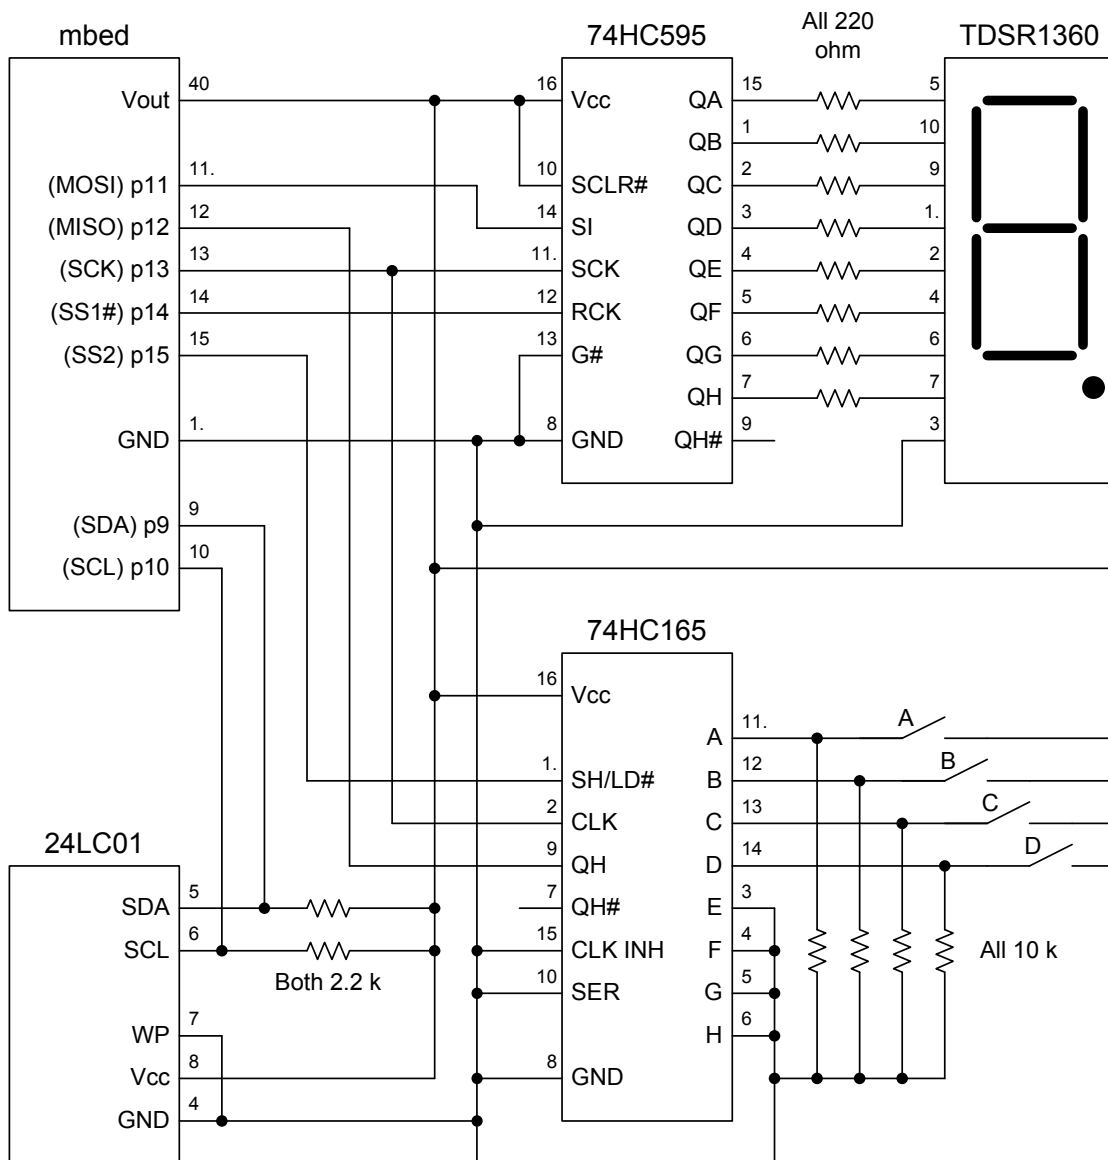 mbed
74HC595
All 220
ohm
TDSR1360
Vout 40
(MOSI) p11 11.
(MISO) p12 12
(SCK) p13 13
(SS1#) p14 14
(SS2) p15 15
GND 1.
(SDA) p9 9
(SCL) p10 10
16 Vcc QA 15 5
QB 1 10
10 SCLR# QC 2 9
14 SI QD 3 1.
11. SCK QE 4 2
12 RCK QF 5 4
13 G# QG 6 6
QH 7 7
8 GND QH# 9 3
74HC165
16 Vcc
A 11. A
1. SH/LD# B 12 B
2 CLK C 13 C
9 QH D 14 D
7 QH# E 3
15 CLK INH F 4
10 SER G 5
H 6
8 GND
All 10 k
24LC01
SDA 5
SCL 6
Both 2.2 k
WP 7
Vcc 8
GND 4